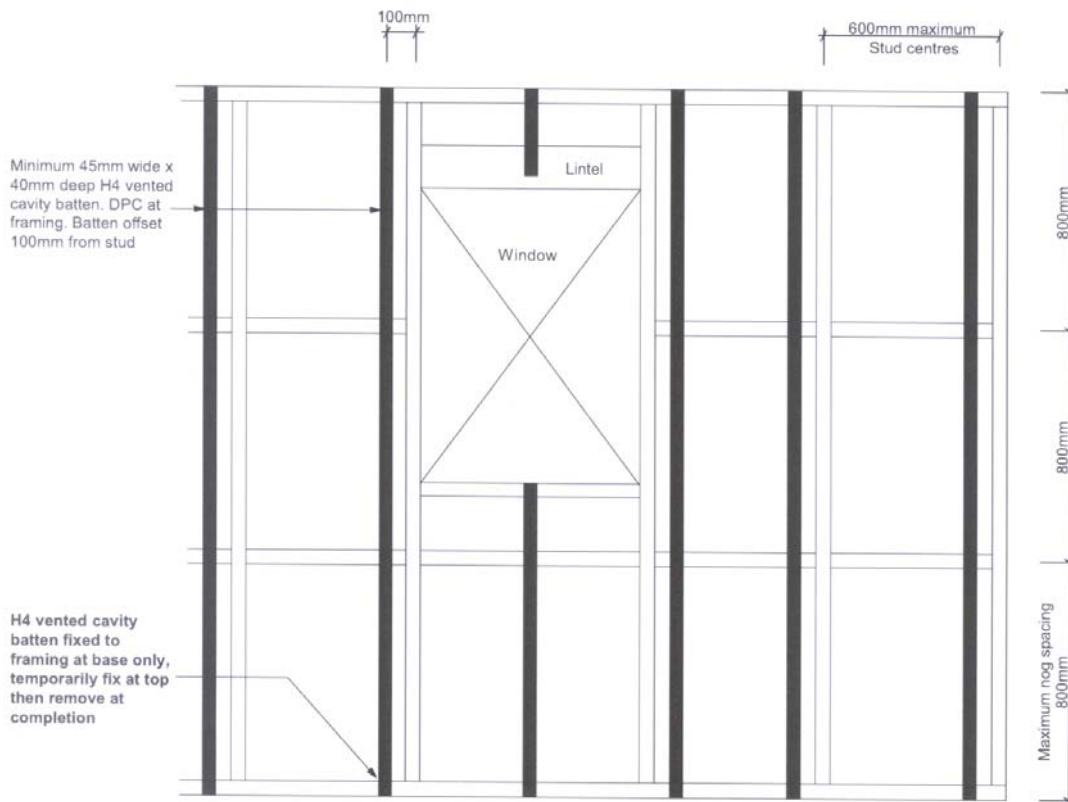 100mm
600mm maximum
Stud centres
Minimum 45mm wide x
40mm deep H4 vented
cavity batten. DPC at
framing. Batten offset
100mm from stud
Lintel
Window
800mm
800mm
H4 vented cavity
batten fixed to
framing at base only,
temporarily fix at top
then remove at
completion
Maximum nog spacing
800mm